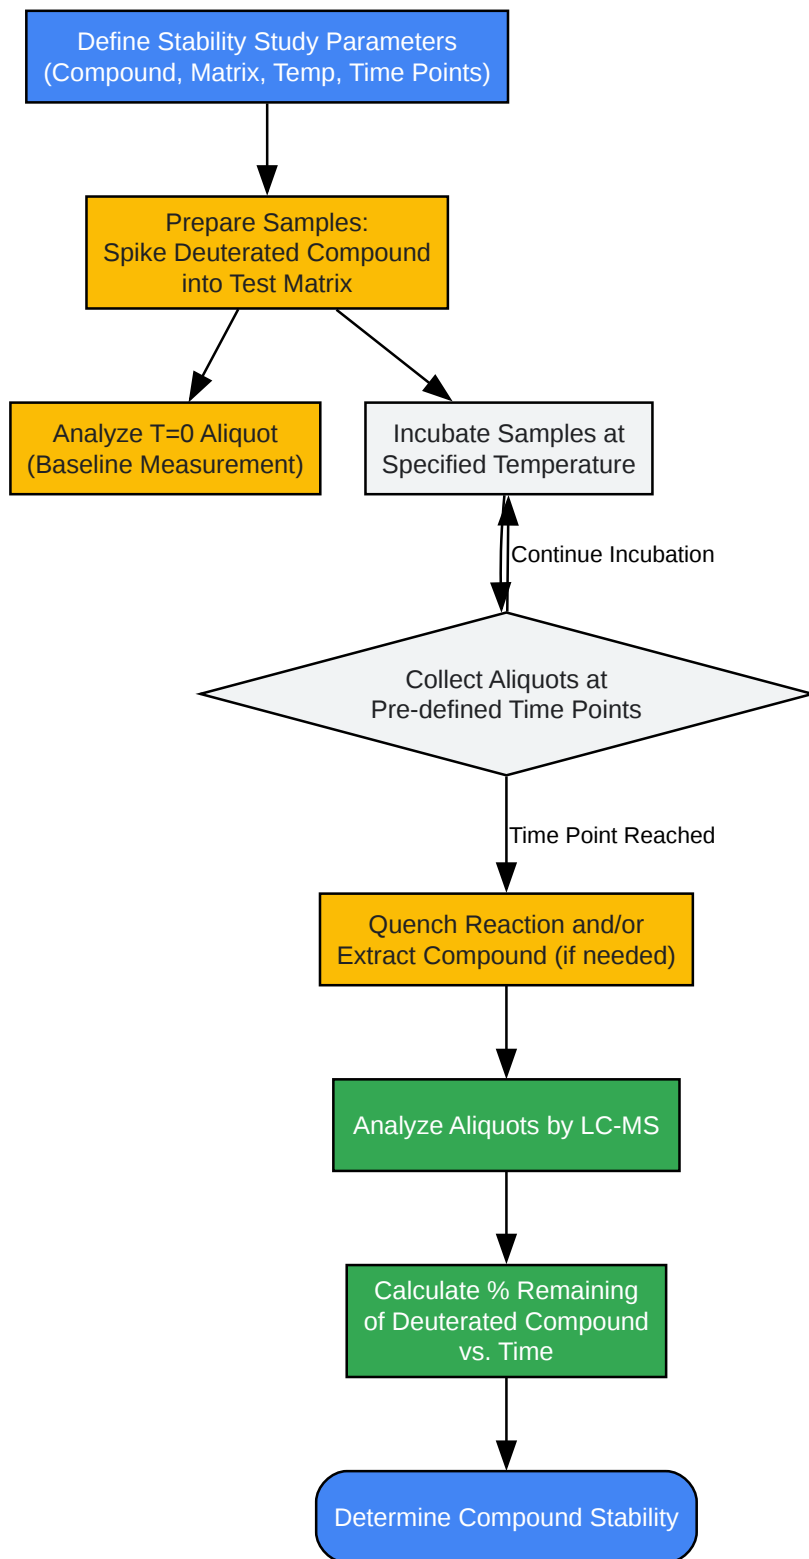 Define Stability Study Parameters
(Compound, Matrix, Temp, Time Points)
Prepare Samples:
Spike Deuterated Compound
into Test Matrix
Analyze T=0 Aliquot
(Baseline Measurement)
Incubate Samples at
Specified Temperature
Continue Incubation
Collect Aliquots at
Pre-defined Time Points
Time Point Reached
Quench Reaction and/or
Extract Compound (if needed)
Analyze Aliquots by LC-MS
Calculate % Remaining
of Deuterated Compound
vs. Time
Determine Compound Stability